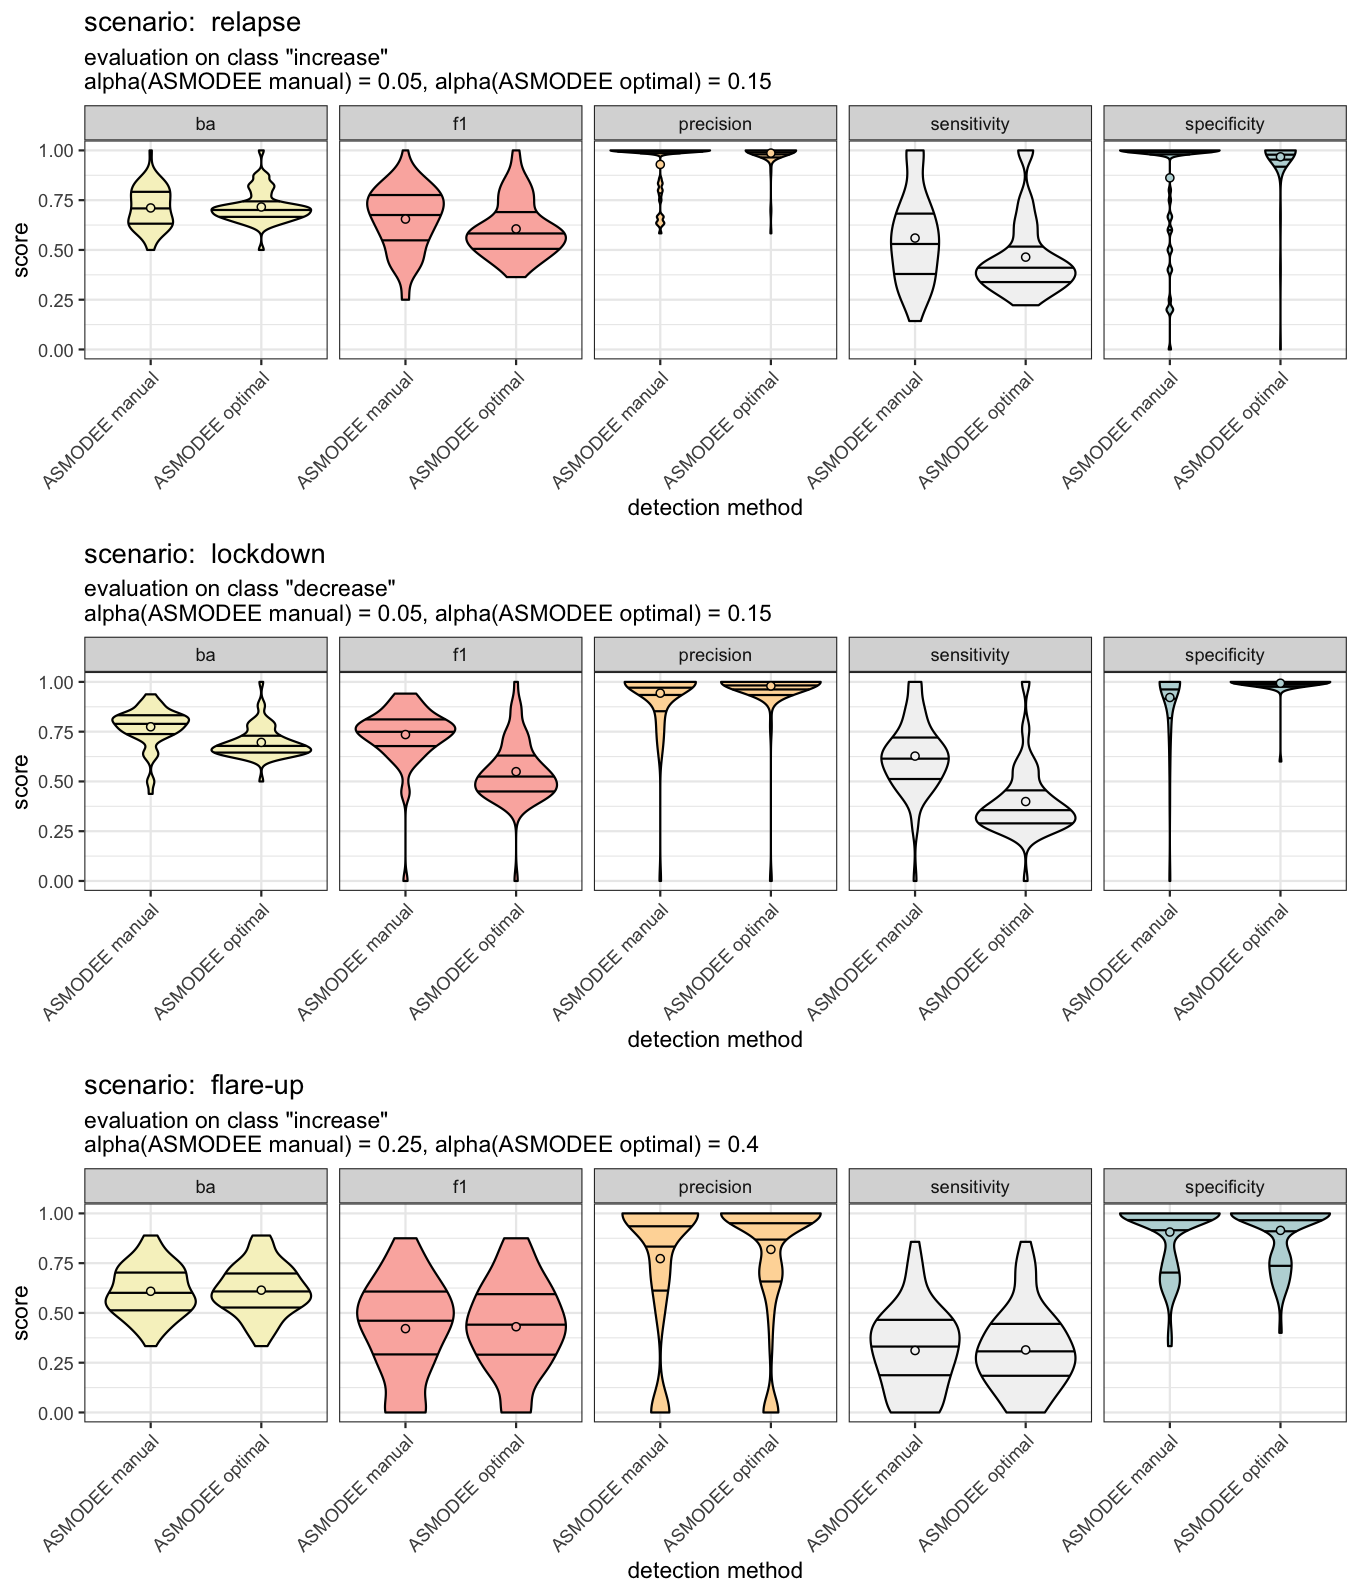 scenario:  relapse
evaluation on class "increase"
alpha(ASMODEE manual) = 0.05, alpha(ASMODEE optimal) = 0.15
ba f1 precision sensitivity specificity
1.00
0.75
0.50
0.25
0.00
score
ASMODEE manual ASMODEE optimal ASMODEE manual ASMODEE optimal ASMODEE manual ASMODEE optimal ASMODEE manual ASMODEE optimal ASMODEE manual ASMODEE optimal
detection method
scenario:  lockdown
evaluation on class "decrease"
alpha(ASMODEE manual) = 0.05, alpha(ASMODEE optimal) = 0.15
ba f1 precision sensitivity specificity
1.00
0.75
0.50
0.25
0.00
score
ASMODEE manual ASMODEE optimal ASMODEE manual ASMODEE optimal ASMODEE manual ASMODEE optimal ASMODEE manual ASMODEE optimal ASMODEE manual ASMODEE optimal
detection method
scenario:  flare-up
evaluation on class "increase"
alpha(ASMODEE manual) = 0.25, alpha(ASMODEE optimal) = 0.4
ba f1 precision sensitivity specificity
1.00
0.75
0.50
0.25
0.00
score
ASMODEE manual ASMODEE optimal ASMODEE manual ASMODEE optimal ASMODEE manual ASMODEE optimal ASMODEE manual ASMODEE optimal ASMODEE manual ASMODEE optimal
detection method